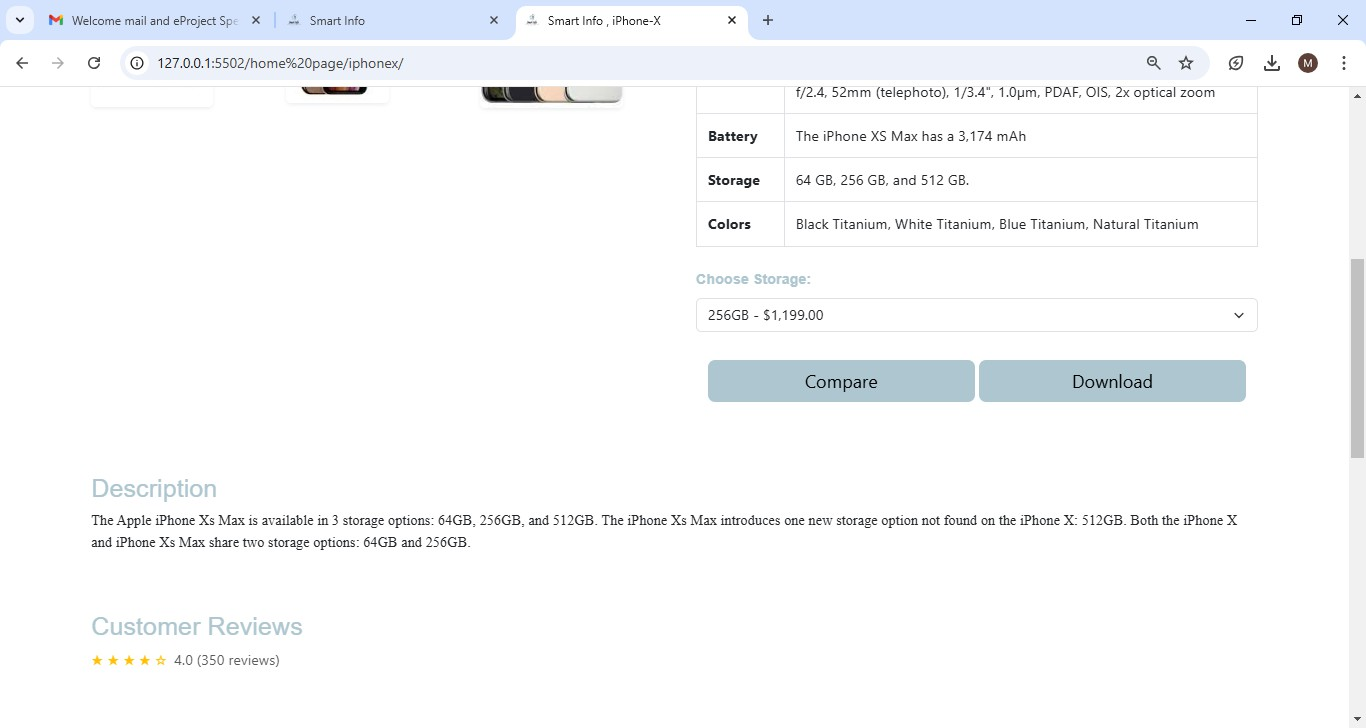 Welcome mail and eProject Spe
Smart Info
Smart Info , iPhone-X
127.0.0.1:5502/home%20page/iphonex/
M
f/2.4, 52mm (telephoto), 1/3.4", 1.0µm, PDAF, OIS, 2x optical zoom
Battery The iPhone XS Max has a 3,174 mAh
Storage 64 GB, 256 GB, and 512 GB.
Colors Black Titanium, White Titanium, Blue Titanium, Natural Titanium
Choose Storage:
256GB - $1,199.00
Compare Download
Description
The Apple iPhone Xs Max is available in 3 storage options: 64GB, 256GB, and 512GB. The iPhone Xs Max introduces one new storage option not found on the iPhone X: 512GB. Both the iPhone X
and iPhone Xs Max share two storage options: 64GB and 256GB.
Customer Reviews
4.0 (350 reviews)